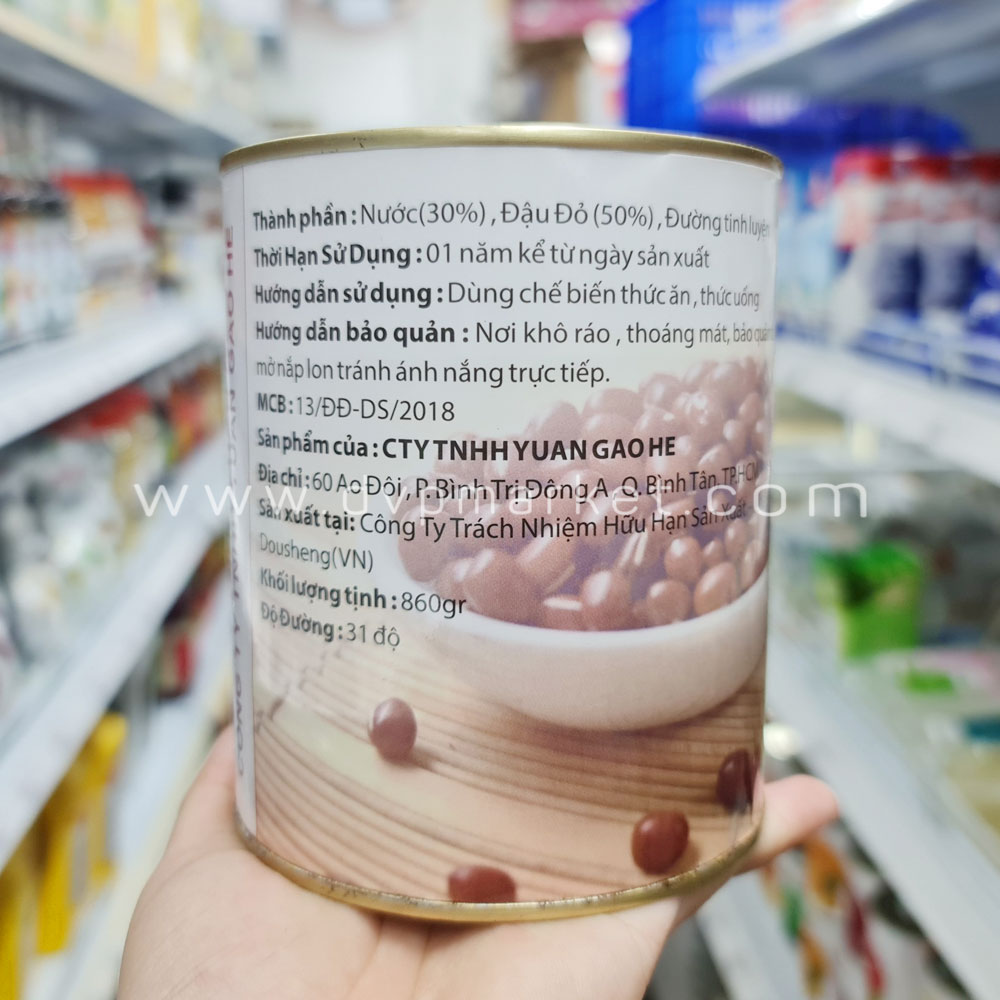 Thành phần : Nước(30%) , Đậu Đỏ (50%) , Đường tinh luyện
Thời Hạn Sử Dụng : 01 năm kể từ ngày sản xuất
Hướng dẫn sử dụng : Dùng chế biến thức ăn , thức uống
Hướng dẫn bảo quản : Nơi khô ráo , thoáng mát, bảo quản
mở nắp lon tránh ánh nắng trực tiếp.
MCB : 13/ĐĐ-DS/2018
Sản phẩm của : CTY TNHH YUAN GAO HE
Địa chỉ : 60 Ao Đôi , P. Bình Trị Đông A , Q. Bình Tân, TP.HCM
www.dvpmarket.com
Sản xuất tại: Công Ty Trách Nhiệm Hữu Hạn Sản Xuất
Dousheng(VN)
Khối lượng tịnh : 860gr
Độ Đường : 31 độ
YUAN GAO HE